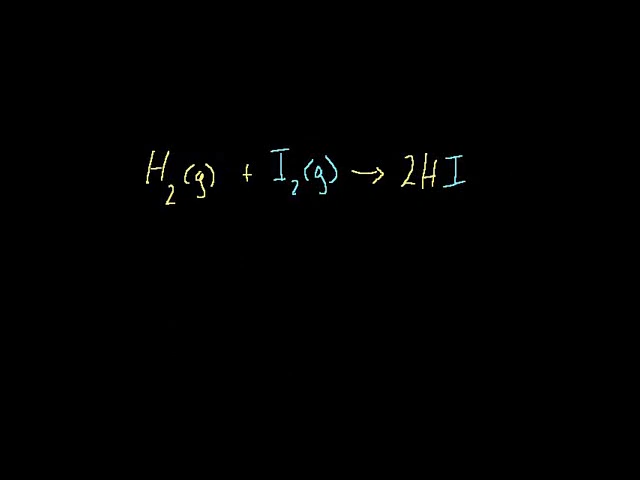 H₂(g) + I₂(g) → 2HI